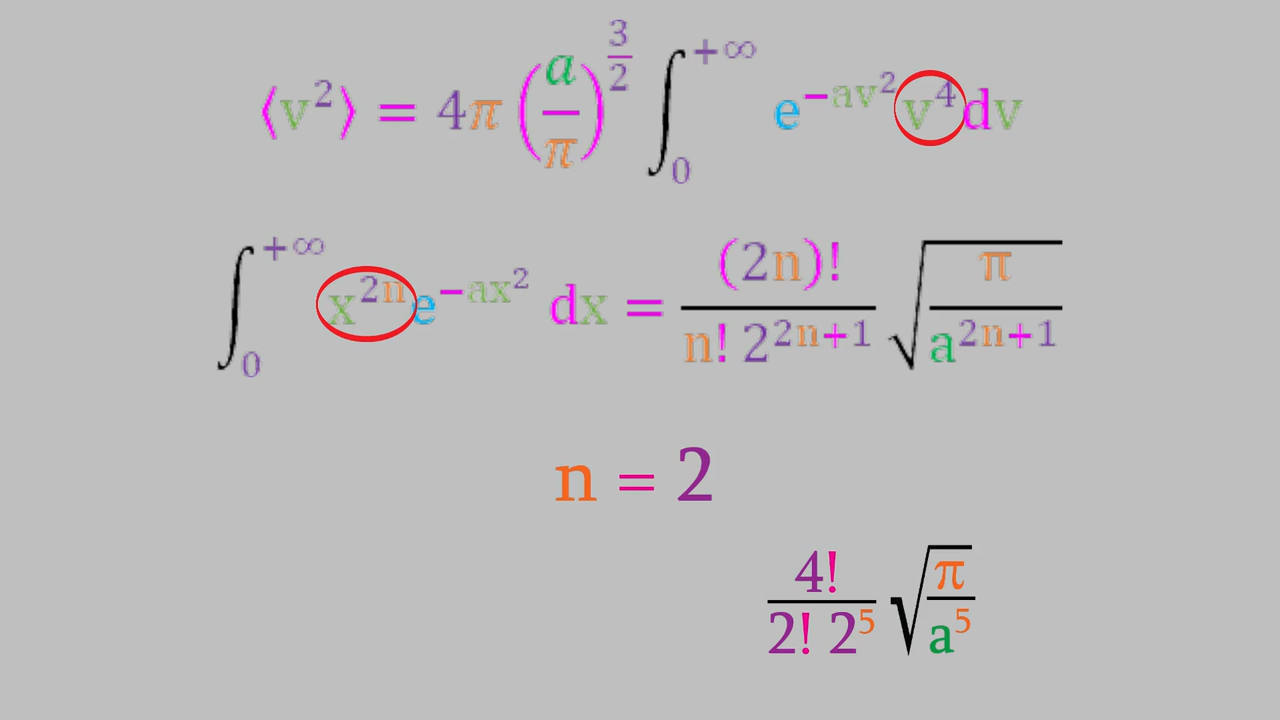 ⟨v²⟩ = 4π (a/π)^(3/2) ∫₀^(+∞) e^(−av²) v⁴ dv
∫₀^(+∞) x^(2n) e^(−ax²) dx = (2n)!/(n! 2^(2n+1)) √(π/a^(2n+1))
n = 2
4!/(2! 2⁵) √(π/a⁵)